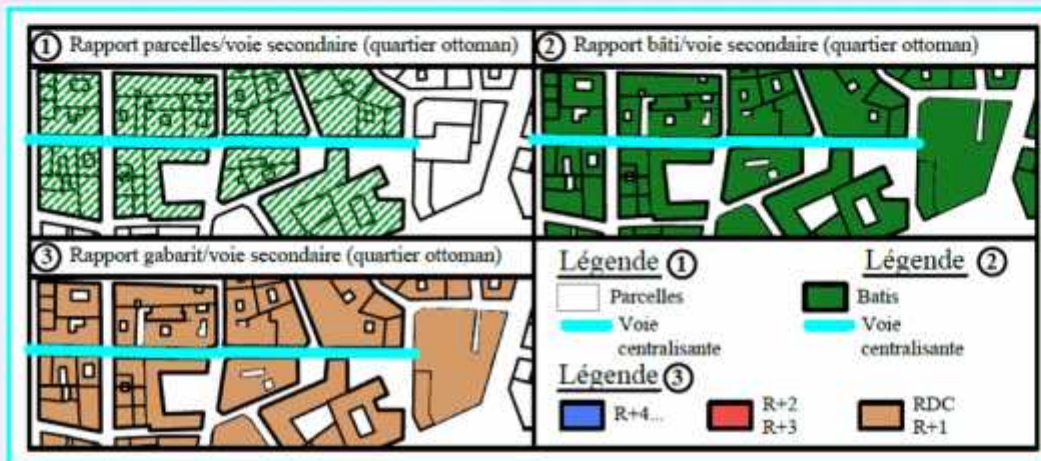 ① Rapport parcelles/voie secondaire (quartier ottoman)
② Rapport bâti/voie secondaire (quartier ottoman)
③ Rapport gabarit/voie secondaire (quartier ottoman)
Légende ①
Parcelles
Voie
centralisante
Légende ②
Batis
Voie
centralisante
Légende ③
R+4...
R+2
R+3
RDC
R+1